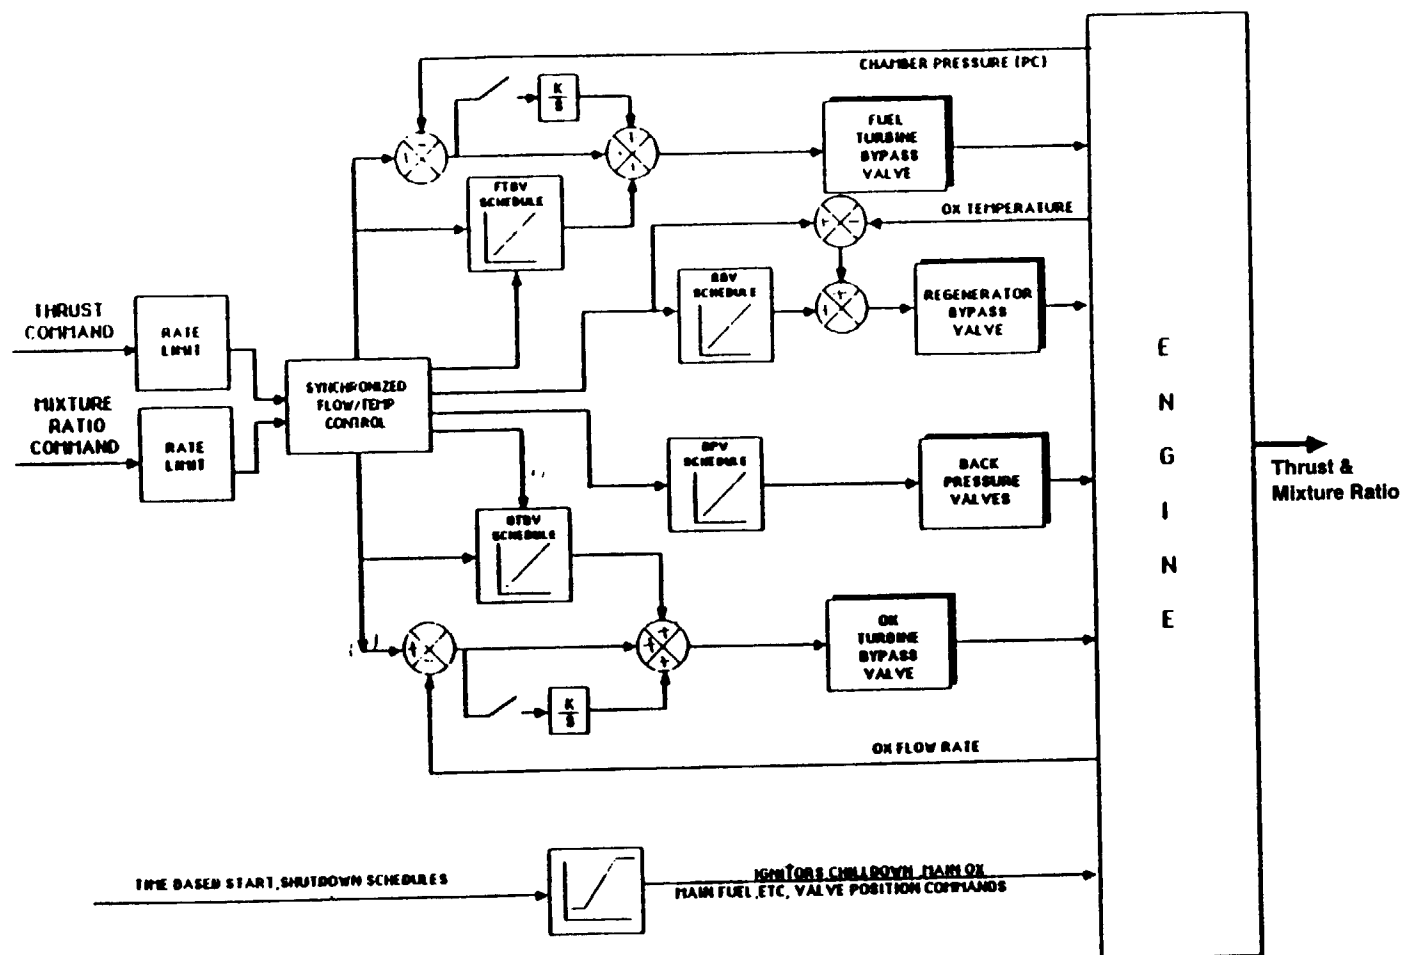 CHAMBER PRESSURE (PC)
K
S
FUEL
TURBINE
BYPASS
VALVE
FTBV
SCHEDULE
OX TEMPERATURE
RBV
SCHEDULE
REGENERATOR
BYPASS
VALVE
THRUST
COMMAND
RATE
LIMIT
MIXTURE
RATIO
COMMAND
RATE
LIMIT
SYNCHRONIZED
FLOW/TEMP
CONTROL
BPV
SCHEDULE
BACK
PRESSURE
VALVES
ENGINE
Thrust &
Mixture Ratio
OTBV
SCHEDULE
OX
TURBINE
BYPASS
VALVE
K
S
OX FLOW RATE
TIME BASED START,SHUTDOWN SCHEDULES
IGNITORS CHILLDOWN, MAIN OX
MAIN FUEL,ETC, VALVE POSITION COMMANDS